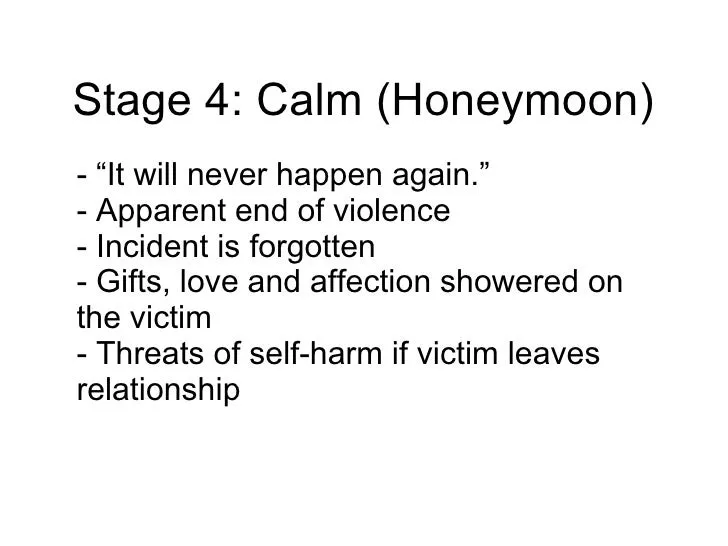 Stage 4: Calm (Honeymoon)
- “It will never happen again.”
- Apparent end of violence
- Incident is forgotten
- Gifts, love and affection showered on
the victim
- Threats of self-harm if victim leaves
relationship